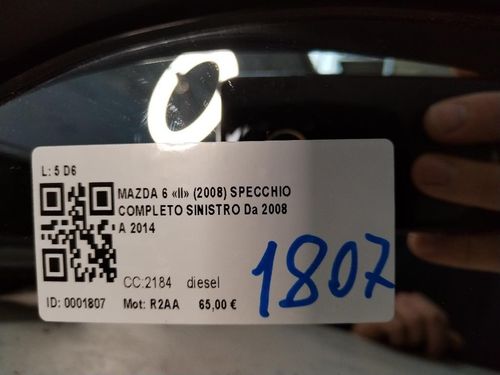 L: 5 D6
MAZDA 6 «II» (2008) SPECCHIO
COMPLETO SINISTRO Da 2008
A 2014
CC:2184 diesel
ID: 0001807 Mot: R2AA 65,00 €
1807